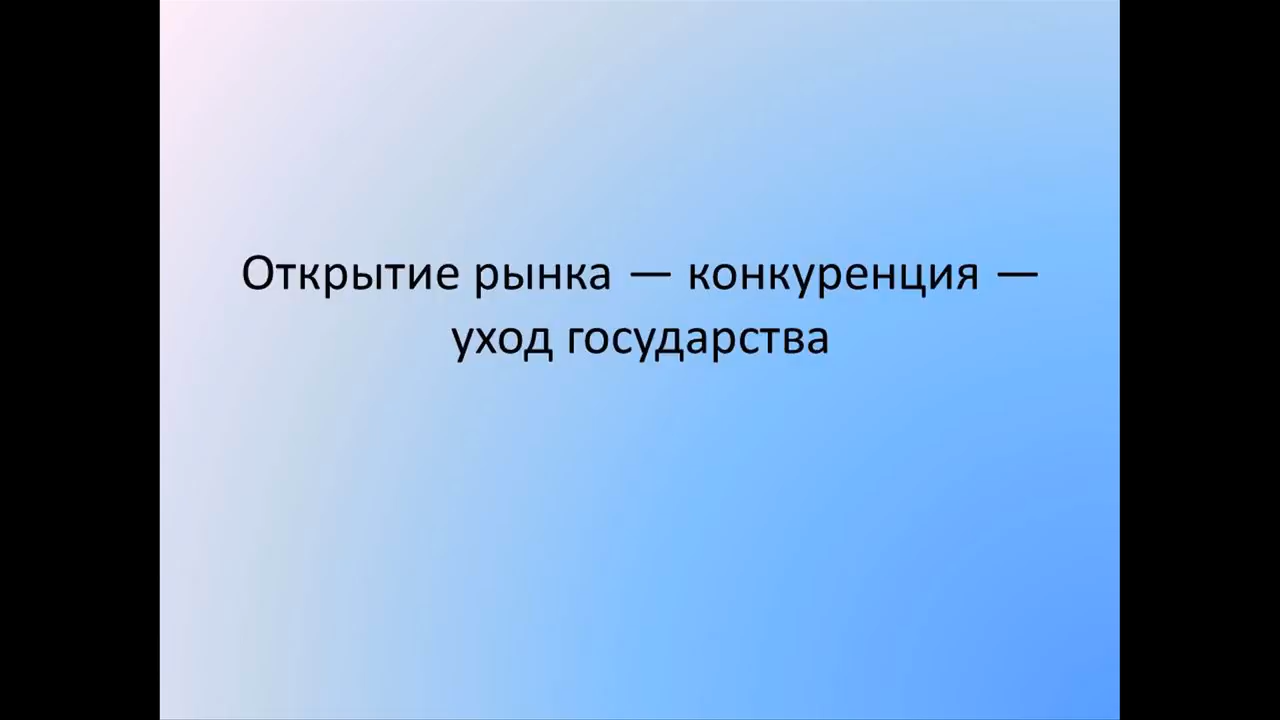 Открытие рынка — конкуренция —
уход государства